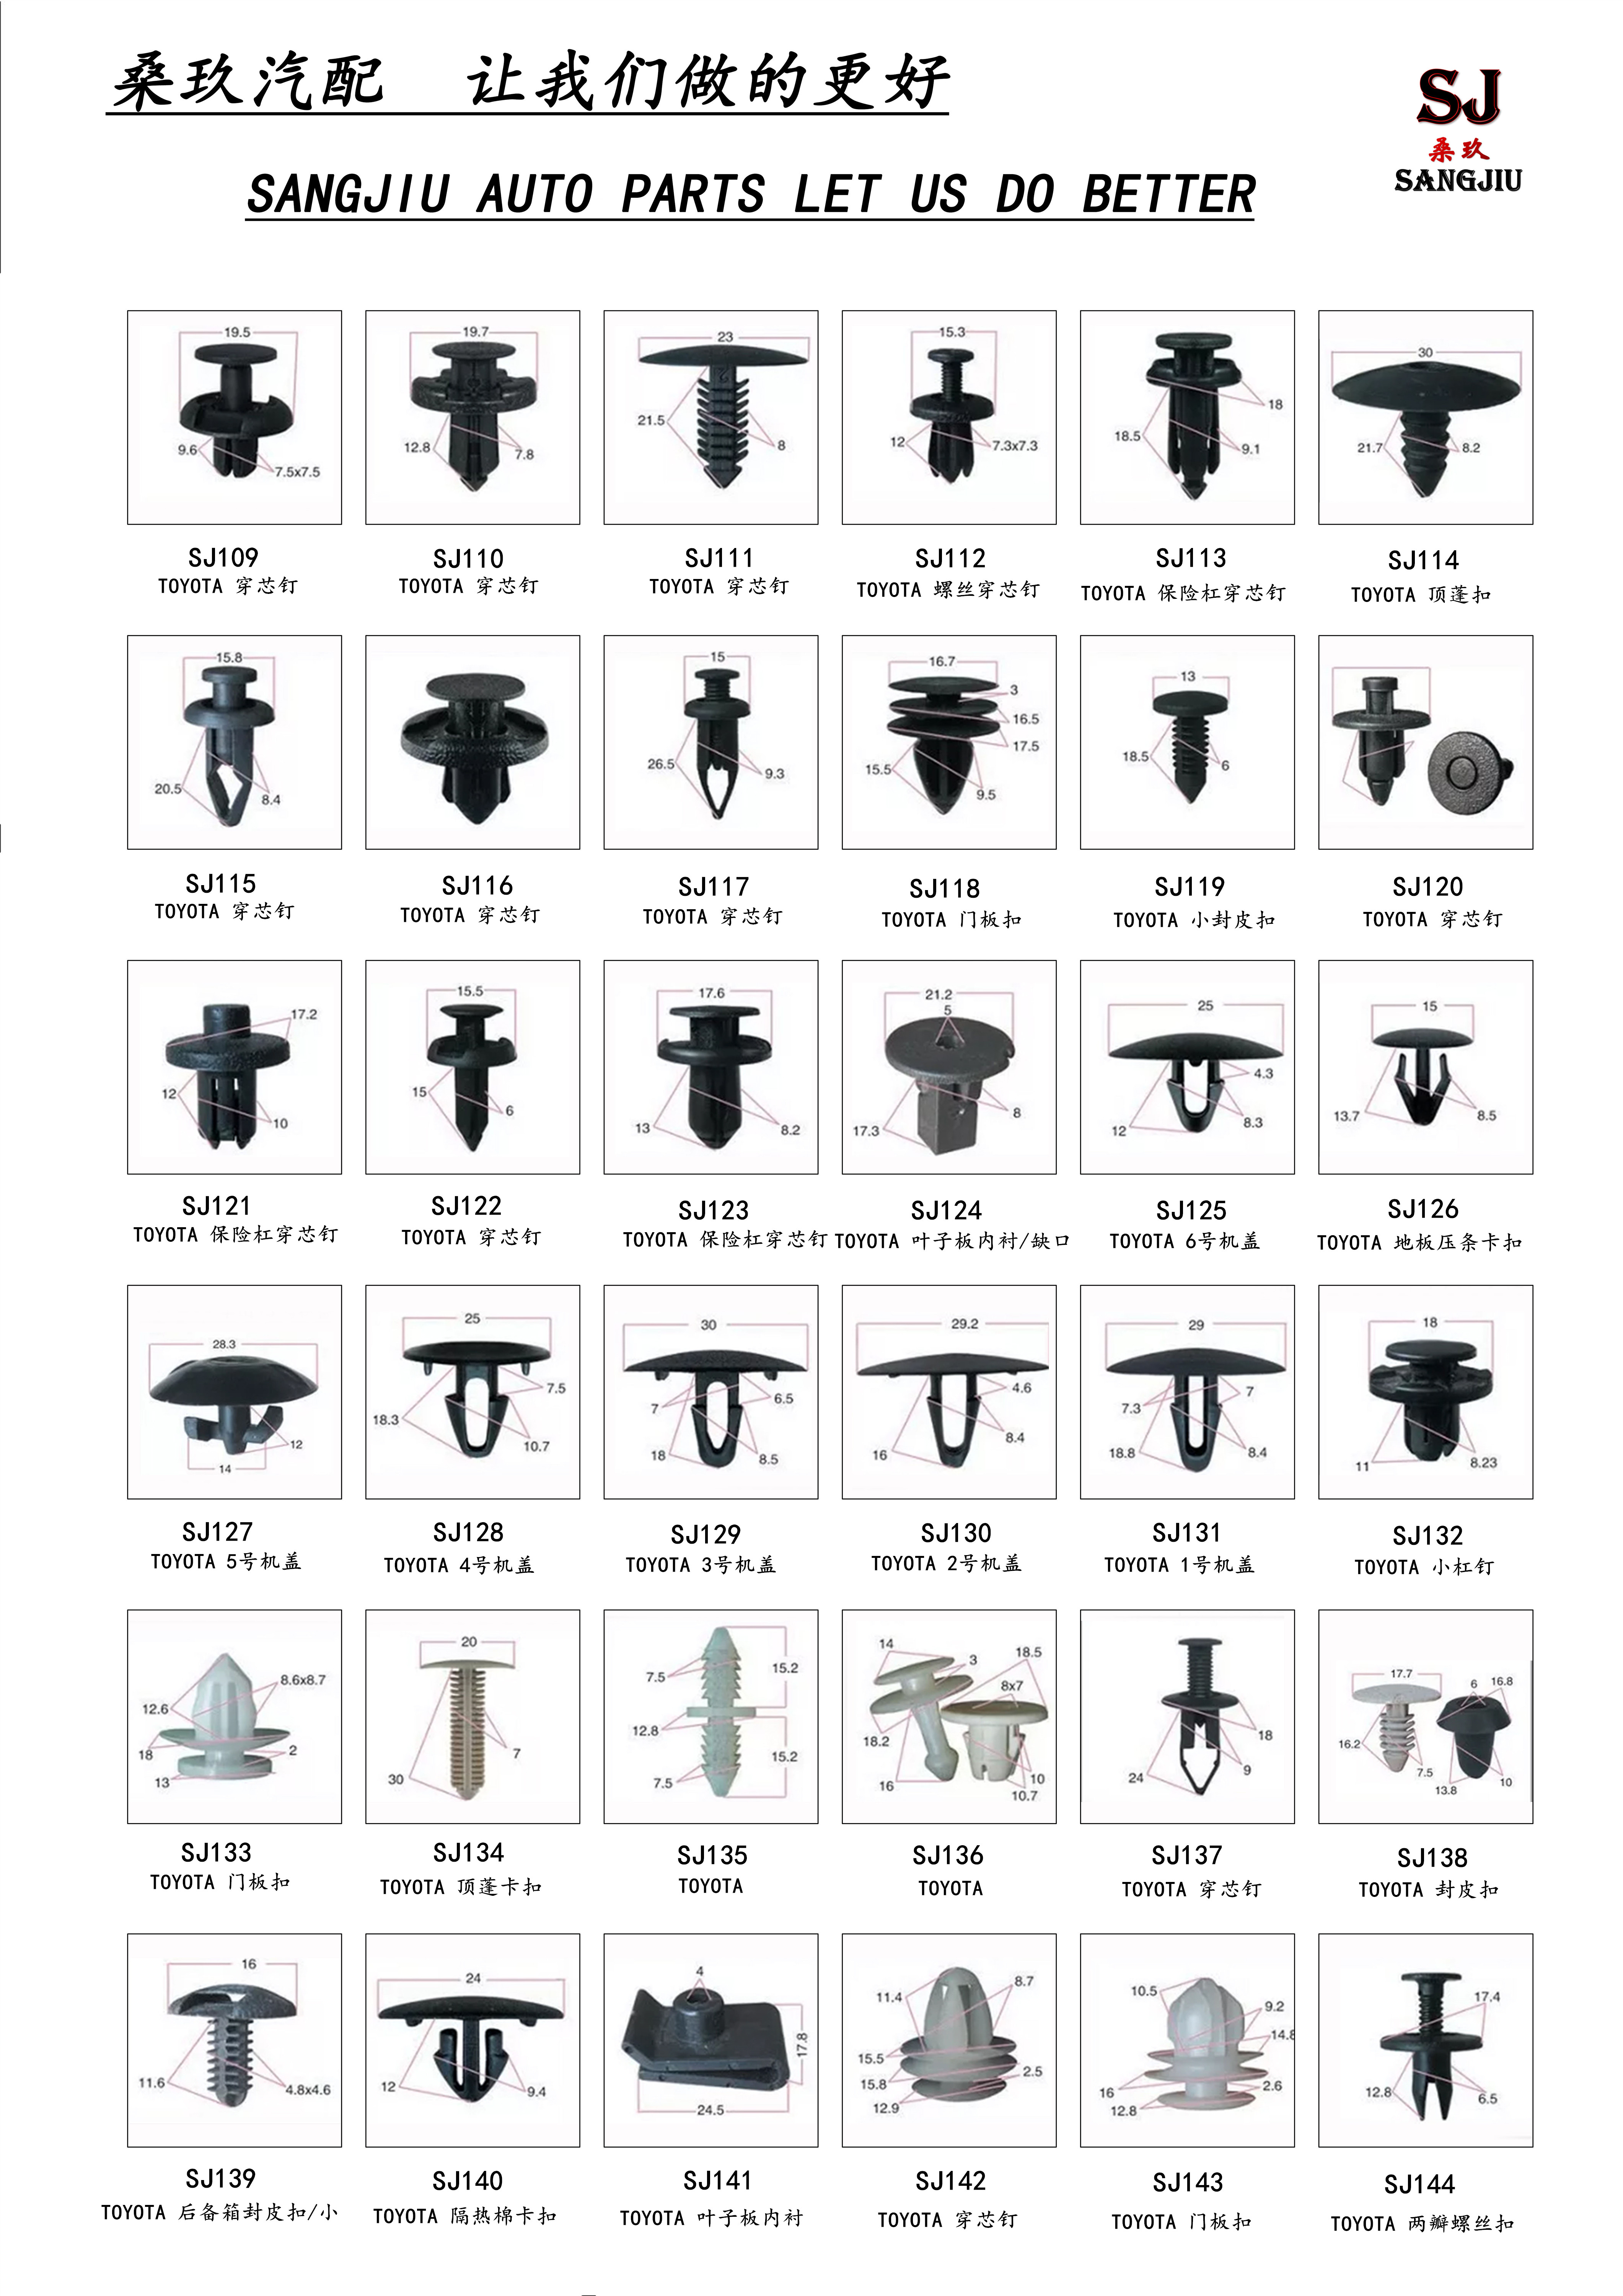 桑玖汽配 让我们做的更好
SJ
桑玖
SANGJIU
SANGJIU AUTO PARTS LET US DO BETTER
19.5
9.6
7.5x7.5
SJ109
TOYOTA 穿芯钉
19.7
12.8
7.8
SJ110
TOYOTA 穿芯钉
23
21.5
8
SJ111
TOYOTA 穿芯钉
15.3
12
7.3x7.3
SJ112
TOYOTA 螺丝穿芯钉
18
18.5
9.1
SJ113
TOYOTA 保险杠穿芯钉
30
21.7
8.2
SJ114
TOYOTA 顶蓬扣
15.8
20.5
8.4
SJ115
TOYOTA 穿芯钉
SJ116
TOYOTA 穿芯钉
15
26.5
9.3
SJ117
TOYOTA 穿芯钉
16.7
3
16.5
17.5
15.5
9.5
SJ118
TOYOTA 门板扣
13
18.5
6
SJ119
TOYOTA 小封皮扣
SJ120
TOYOTA 穿芯钉
17.2
12
10
SJ121
TOYOTA 保险杠穿芯钉
15.5
15
6
SJ122
TOYOTA 穿芯钉
17.6
13
8.2
SJ123
TOYOTA 保险杠穿芯钉
21.2
5
8
17.3
SJ124
TOYOTA 叶子板内衬/缺口
25
4.3
8.3
12
SJ125
TOYOTA 6号机盖
15
13.7
8.5
SJ126
TOYOTA 地板压条卡扣
28.3
12
14
SJ127
TOYOTA 5号机盖
25
7.5
18.3
10.7
SJ128
TOYOTA 4号机盖
30
6.5
7
18
8.5
SJ129
TOYOTA 3号机盖
29.2
4.6
8.4
16
SJ130
TOYOTA 2号机盖
29
7
7.3
18.8
8.4
SJ131
TOYOTA 1号机盖
18
11
8.23
SJ132
TOYOTA 小杠钉
8.6x8.7
12.6
18
2
13
SJ133
TOYOTA 门板扣
20
7
30
SJ134
TOYOTA 顶蓬卡扣
7.5
15.2
12.8
15.2
7.5
SJ135
TOYOTA
14
3
18.5
8x7
18.2
16
10
10.7
SJ136
TOYOTA
18
9
24
SJ137
TOYOTA 穿芯钉
17.7
6
16.8
16.2
7.5
13.8
10
SJ138
TOYOTA 封皮扣
16
11.6
4.8x4.6
SJ139
TOYOTA 后备箱封皮扣/小
24
12
9.4
SJ140
TOYOTA 隔热棉卡扣
4
17.8
24.5
SJ141
TOYOTA 叶子板内衬
11.4
8.7
15.5
15.8
2.5
12.9
SJ142
TOYOTA 穿芯钉
10.5
9.2
14.8
16
2.6
12.8
SJ143
TOYOTA 门板扣
17.4
12.8
6.5
SJ144
TOYOTA 两瓣螺丝扣